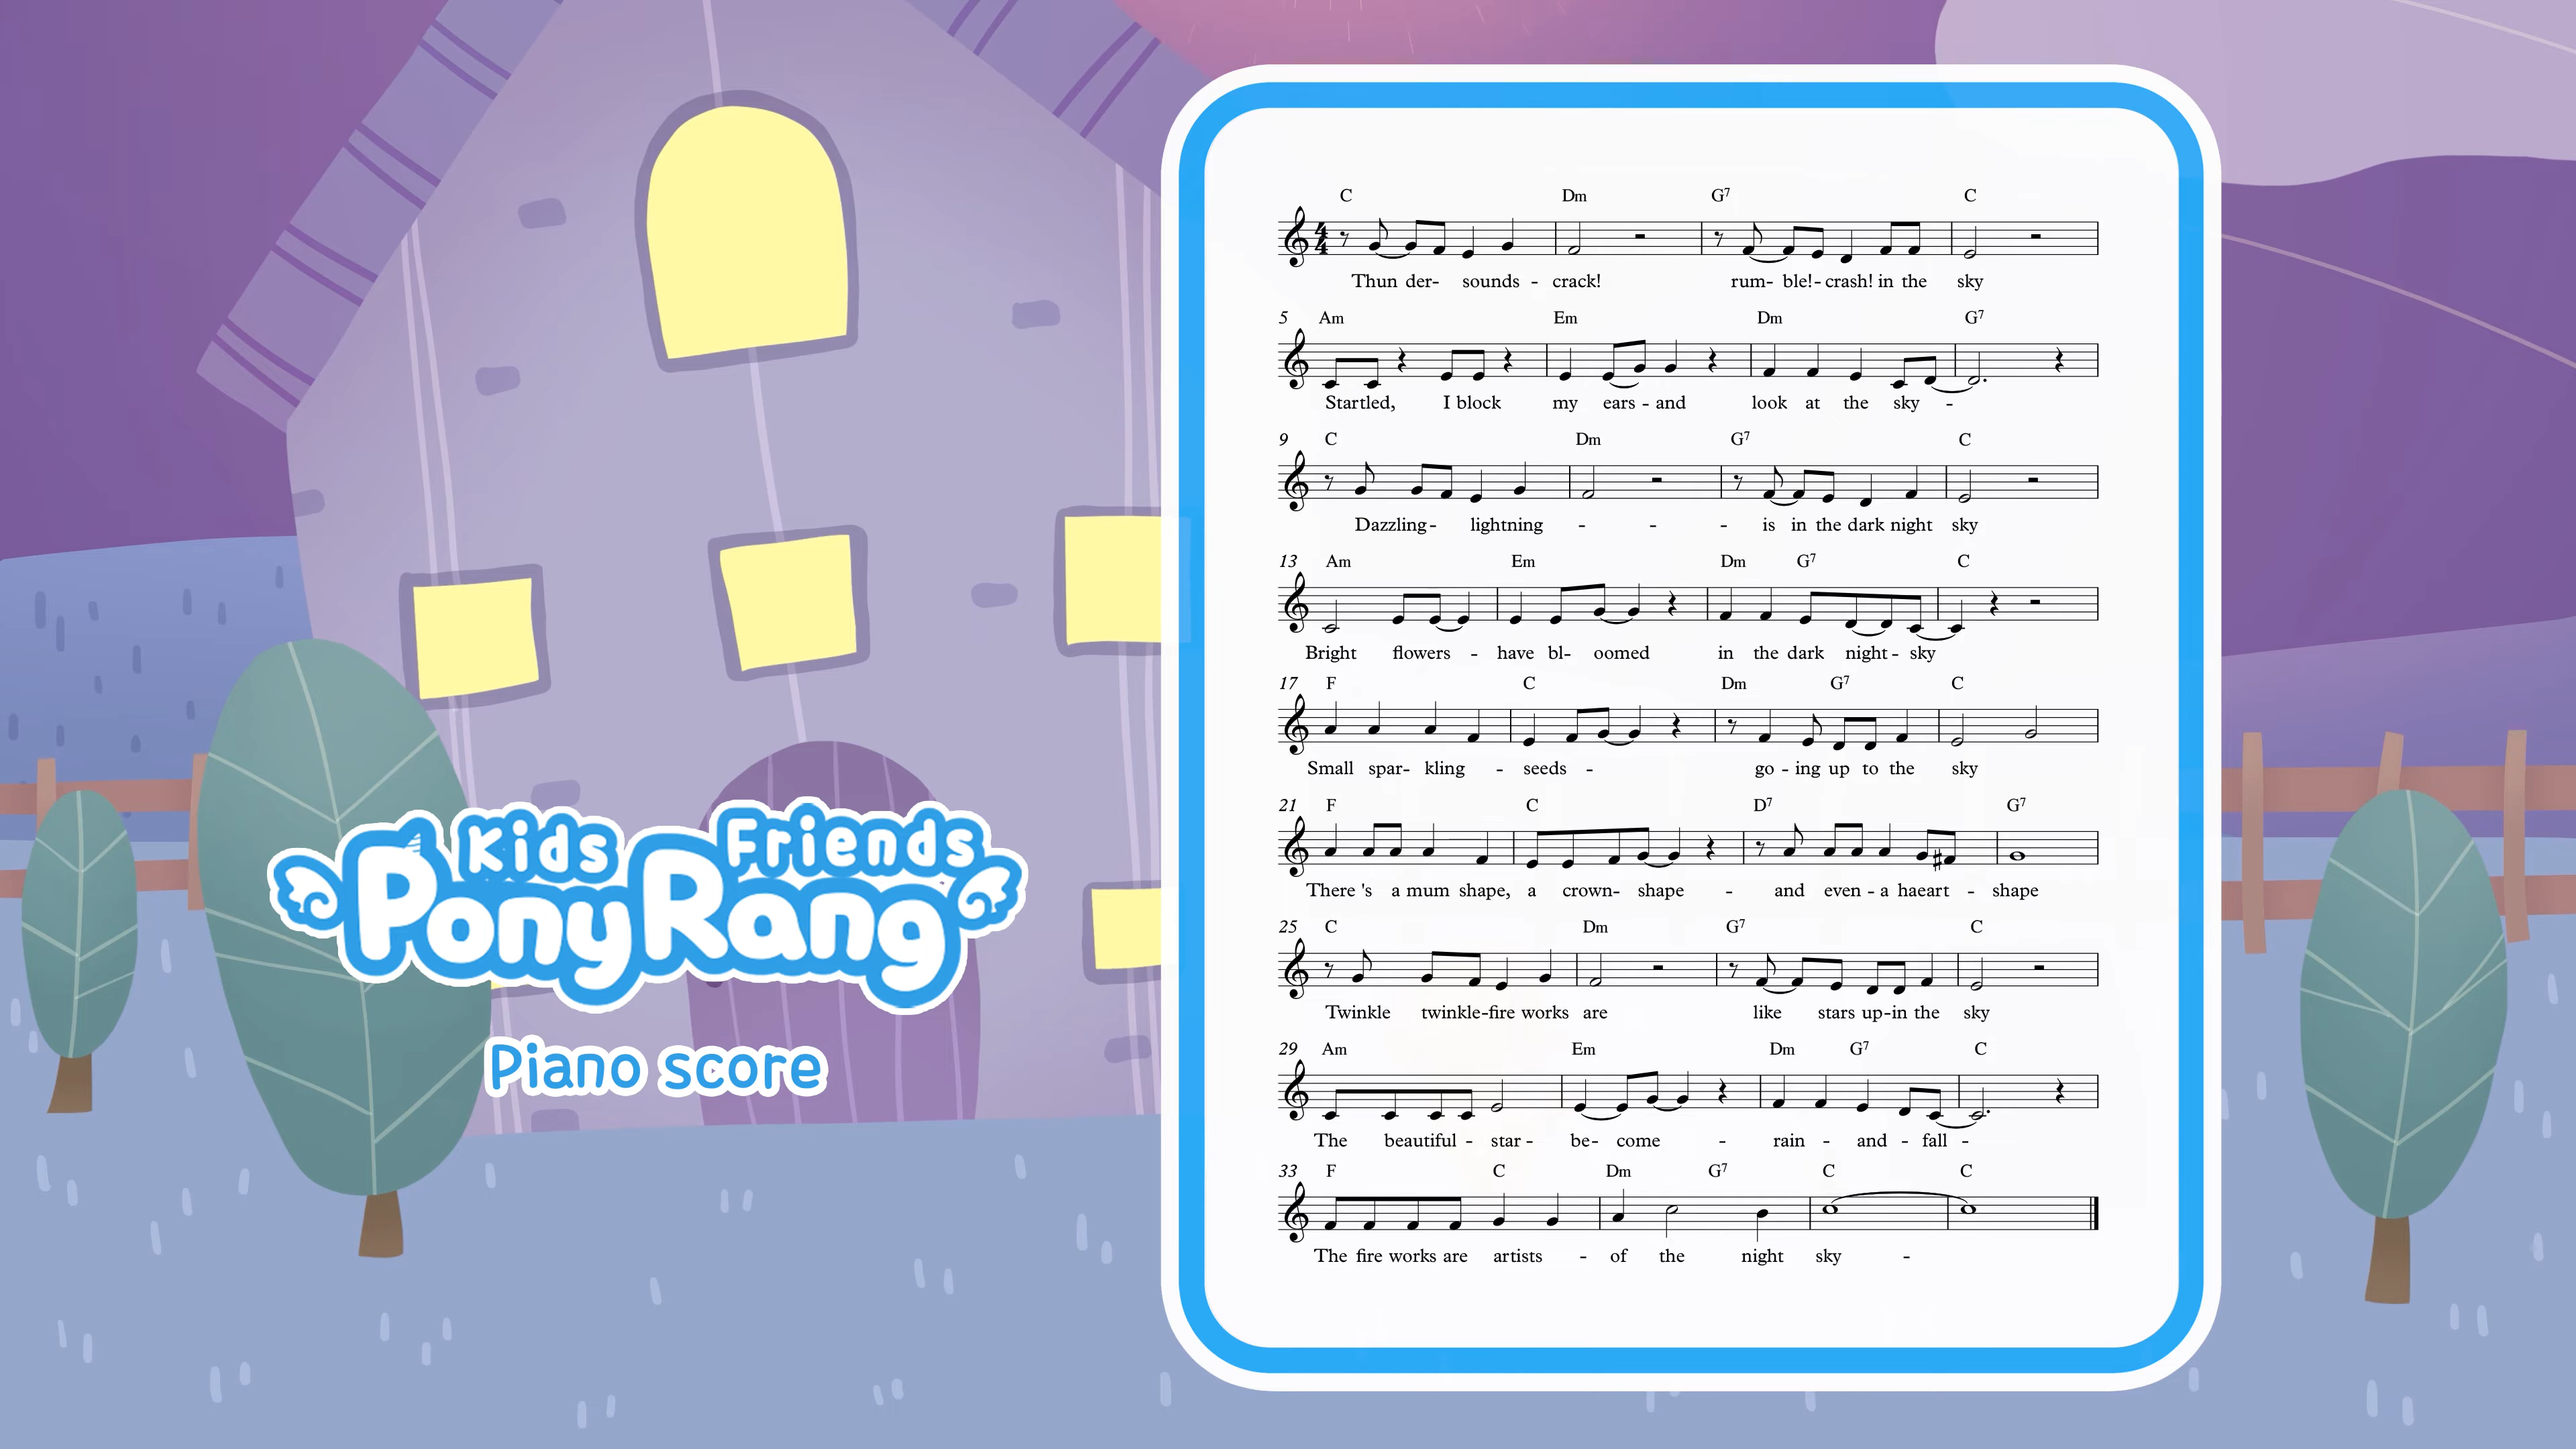 Kids Friends
PonyRang
Piano score
C Dm G7 C
4
4
Thun der- sounds - crack! rum- ble!- crash! in the sky
5 Am Em Dm G7
Startled, I block my ears - and look at the sky -
9 C Dm G7 C
Dazzling- lightning - - - is in the dark night sky
13 Am Em Dm G7 C
Bright flowers - have bl- oomed in the dark night - sky
17 F C Dm G7 C
Small spar- kling - seeds - go - ing up to the sky
21 F C D7 G7
There 's a mum shape, a crown- shape - and even - a haeart - shape
25 C Dm G7 C
Twinkle twinkle-fire works are like stars up-in the sky
29 Am Em Dm G7 C
The beautiful - star - be- come - rain - and - fall -
33 F C Dm G7 C C
The fire works are artists - of the night sky -